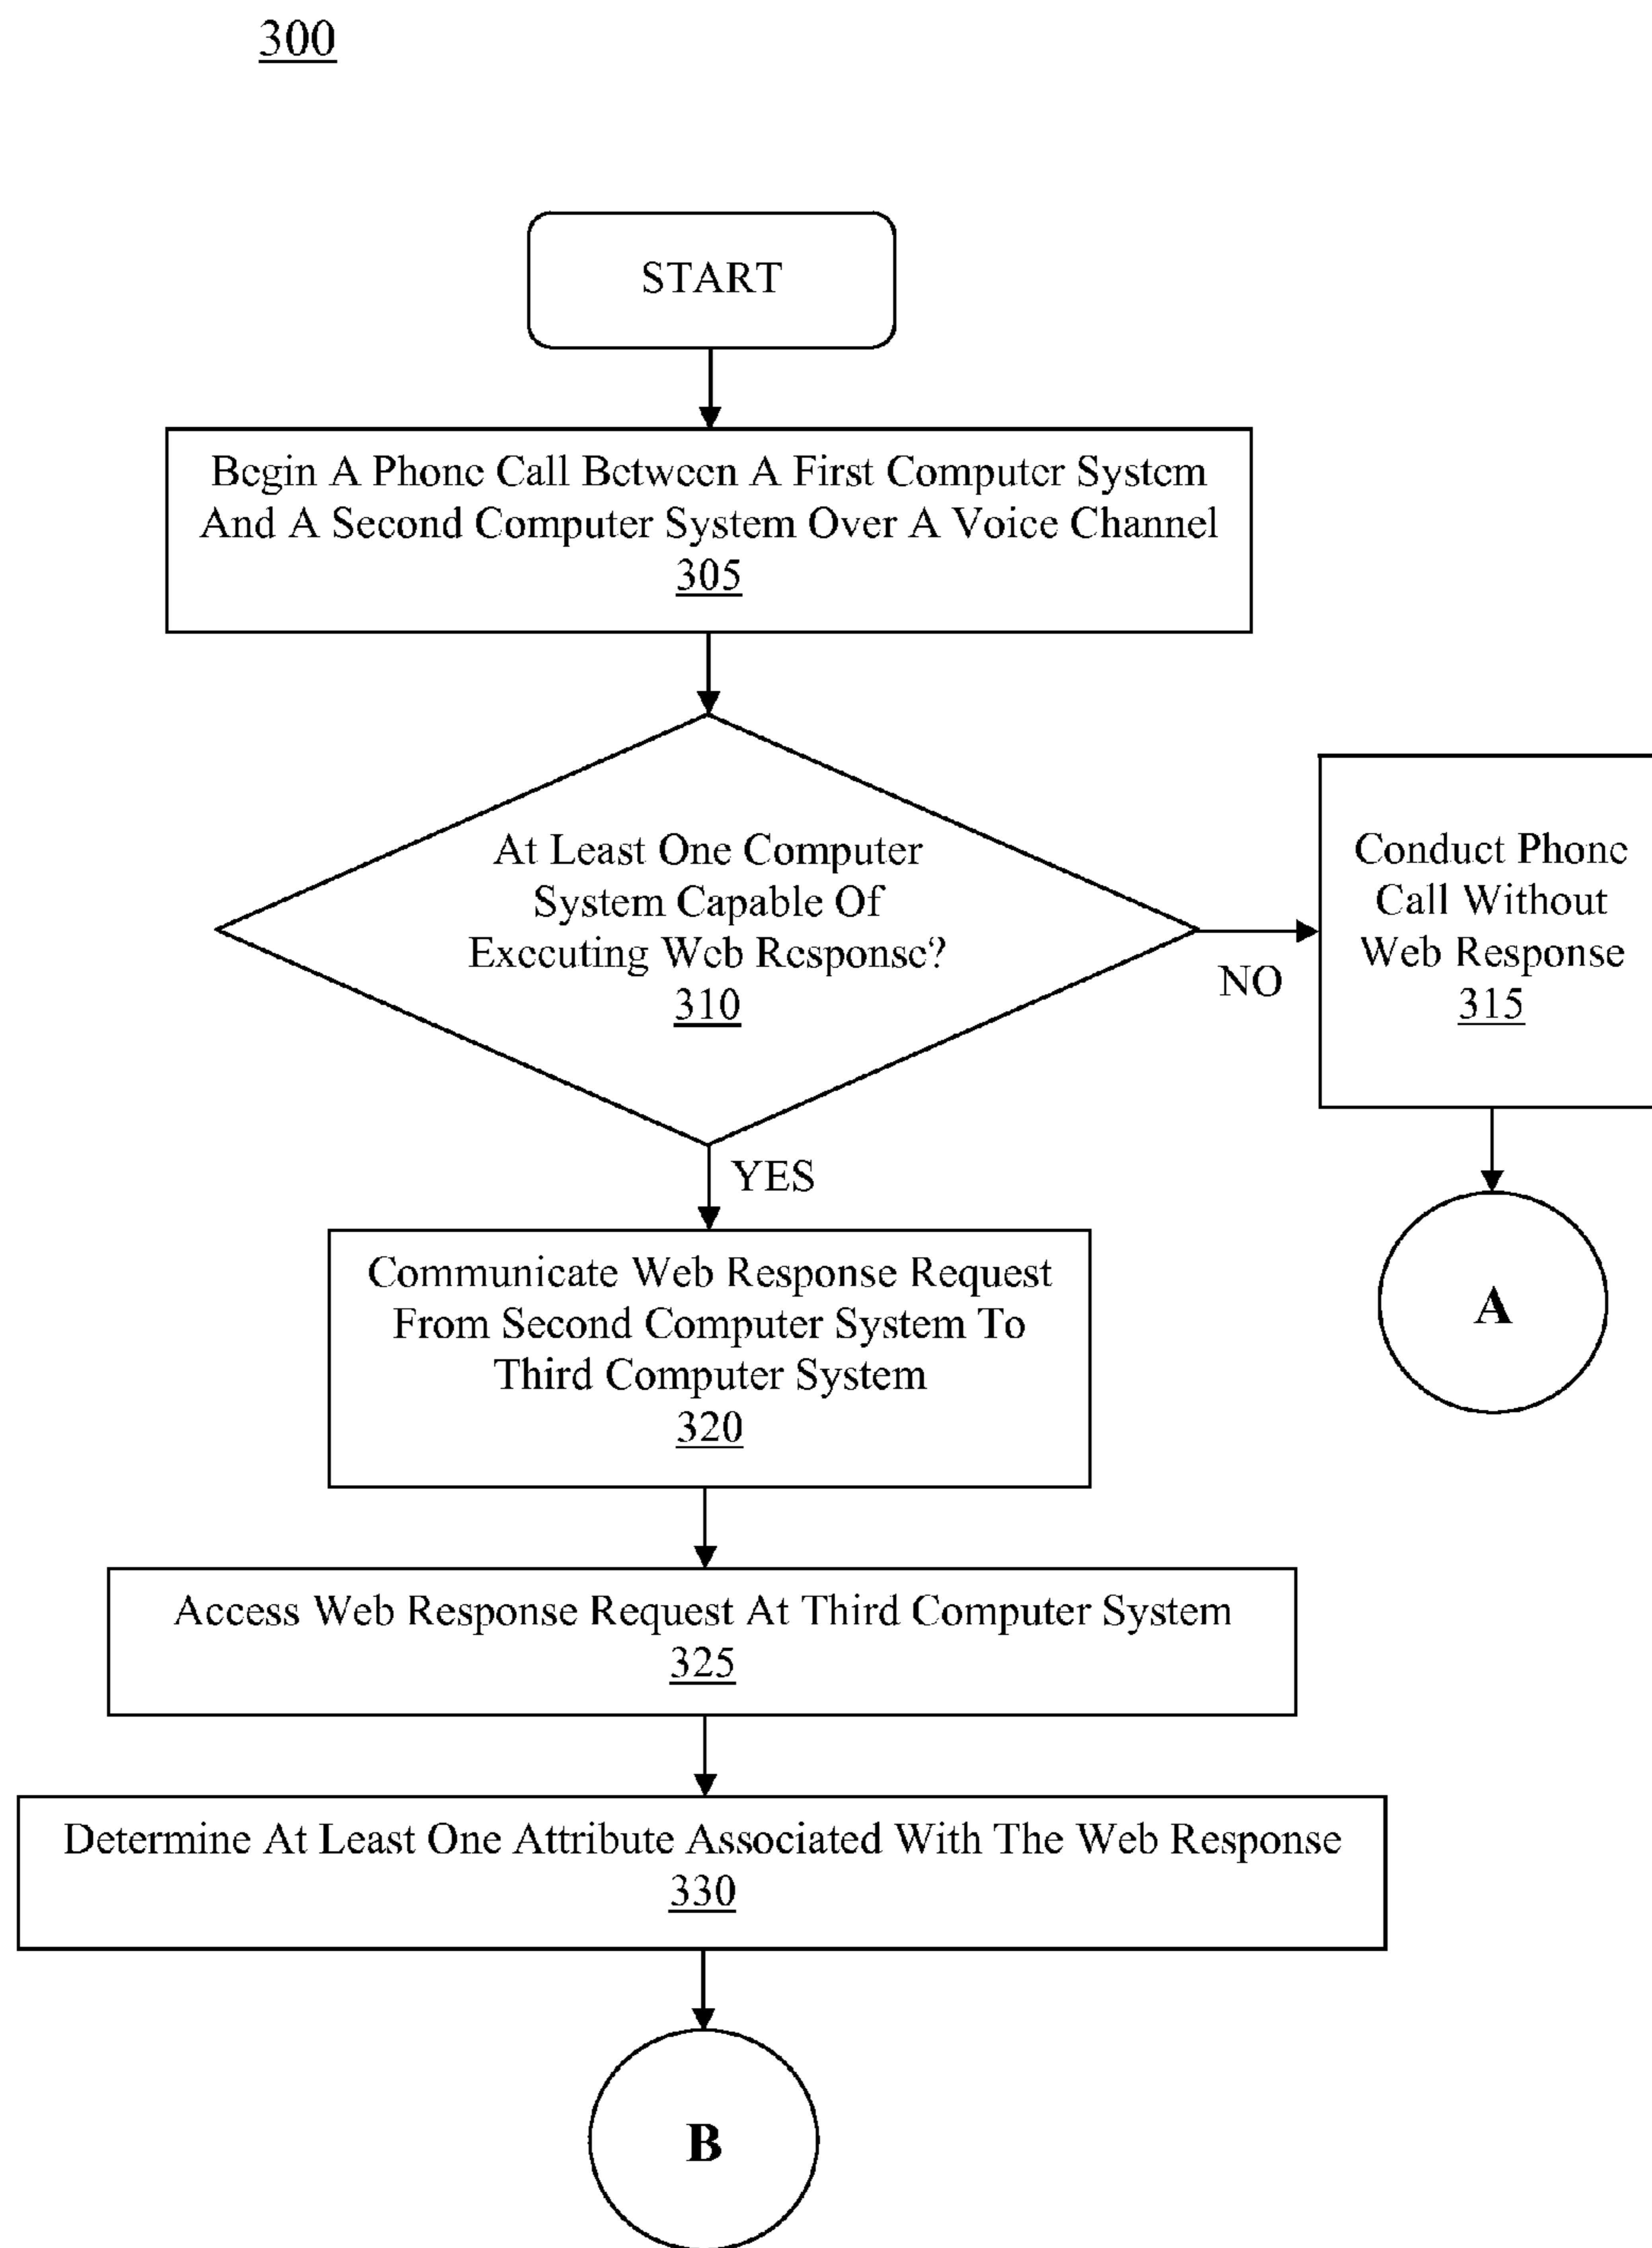 300
START
Begin A Phone Call Between A First Computer System
And A Second Computer System Over A Voice Channel
305
At Least One Computer
System Capable Of
Executing Web Response?
310
NO
Conduct Phone
Call Without
Web Response
315
YES
A
Communicate Web Response Request
From Second Computer System To
Third Computer System
320
Access Web Response Request At Third Computer System
325
Determine At Least One Attribute Associated With The Web Response
330
B